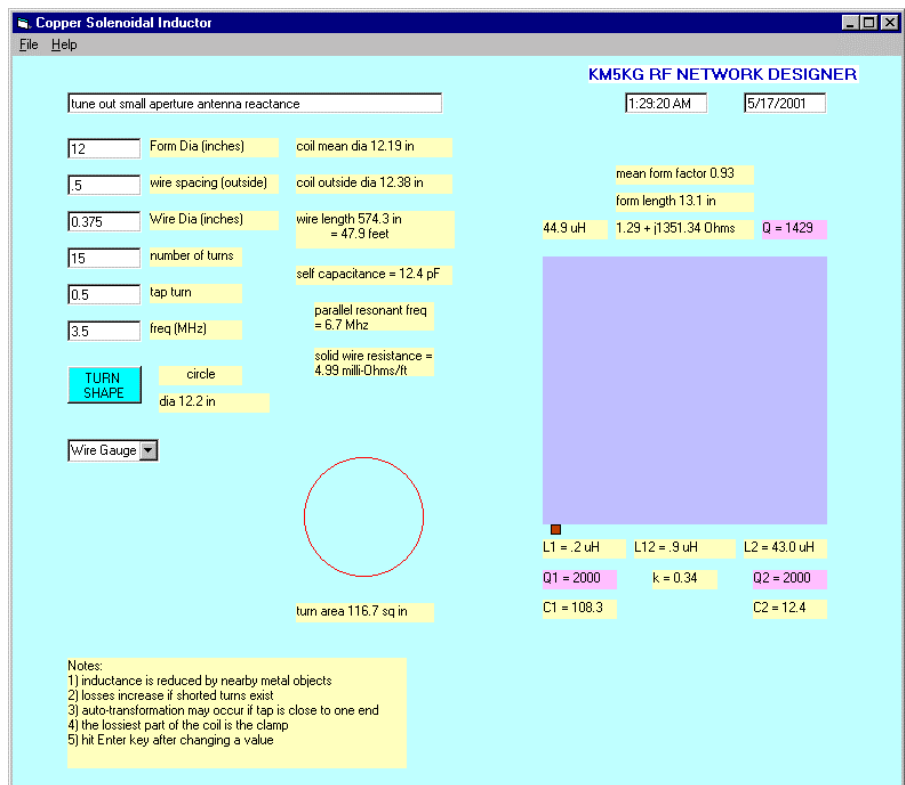 Copper Solenoidal Inductor
File Help
KM5KG RF NETWORK DESIGNER
tune out small aperture antenna reactance
1:29:20 AM
5/17/2001
12
Form Dia (inches)
coil mean dia 12.19 in
.5
wire spacing (outside)
coil outside dia 12.38 in
mean form factor 0.93
form length 13.1 in
0.375
Wire Dia (inches)
wire length 574.3 in
= 47.9 feet
44.9 uH
1.29 + j1351.34 Ohms
Q = 1429
15
number of turns
self capacitance = 12.4 pF
0.5
tap turn
parallel resonant freq
= 6.7 Mhz
3.5
freq (MHz)
solid wire resistance =
4.99 milli-Ohms/ft
TURN
SHAPE
circle
dia 12.2 in
Wire Gauge
L1 = .2 uH
L12 = .9 uH
L2 = 43.0 uH
Q1 = 2000
k = 0.34
Q2 = 2000
C1 = 108.3
C2 = 12.4
turn area 116.7 sq in
Notes:
1) inductance is reduced by nearby metal objects
2) losses increase if shorted turns exist
3) auto-transformation may occur if tap is close to one end
4) the lossiest part of the coil is the clamp
5) hit Enter key after changing a value